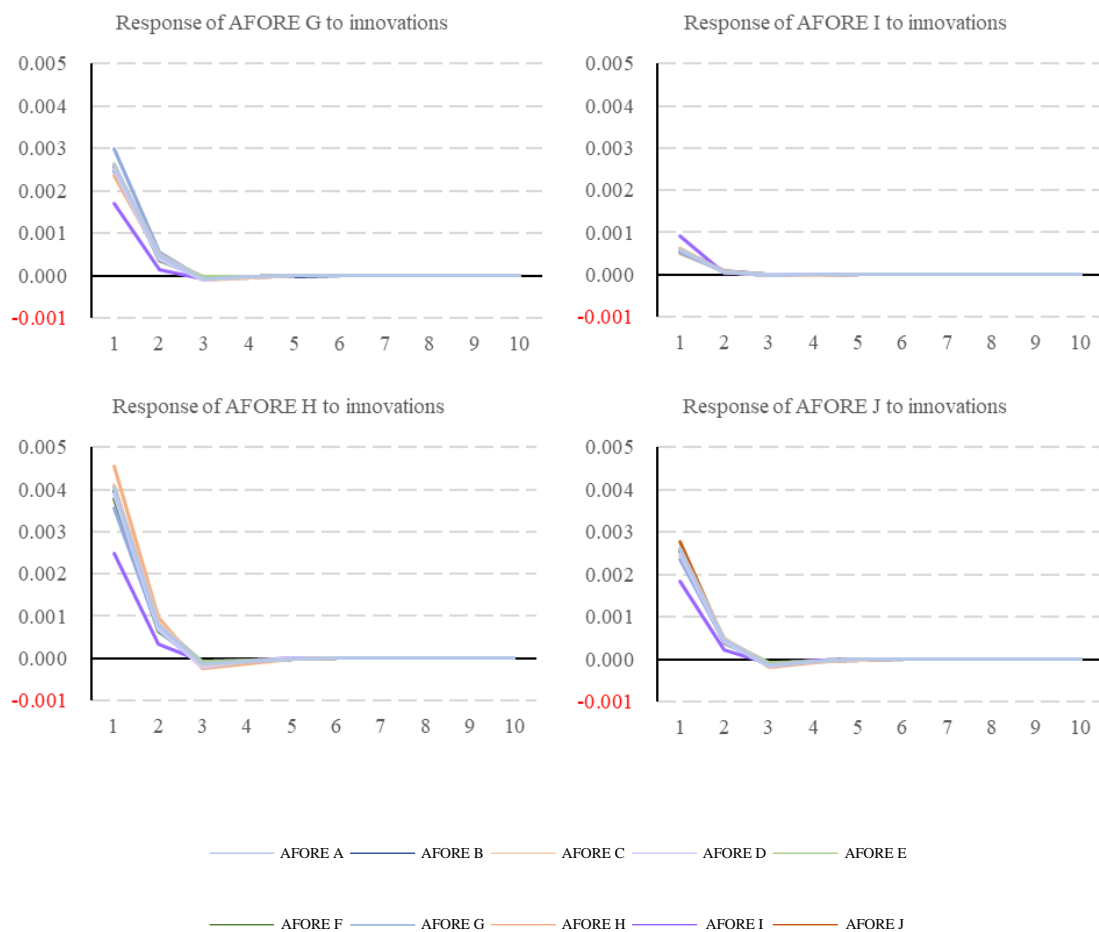 Response of AFORE G to innovations
0.005
0.004
0.003
0.002
0.001
0.000
-0.001
1 2 3 4 5 6 7 8 9 10
Response of AFORE I to innovations
0.005
0.004
0.003
0.002
0.001
0.000
-0.001
1 2 3 4 5 6 7 8 9 10
Response of AFORE H to innovations
0.005
0.004
0.003
0.002
0.001
0.000
-0.001
1 2 3 4 5 6 7 8 9 10
Response of AFORE J to innovations
0.005
0.004
0.003
0.002
0.001
0.000
-0.001
1 2 3 4 5 6 7 8 9 10
AFORE A AFORE B AFORE C AFORE D AFORE E
AFORE F AFORE G AFORE H AFORE I AFORE J